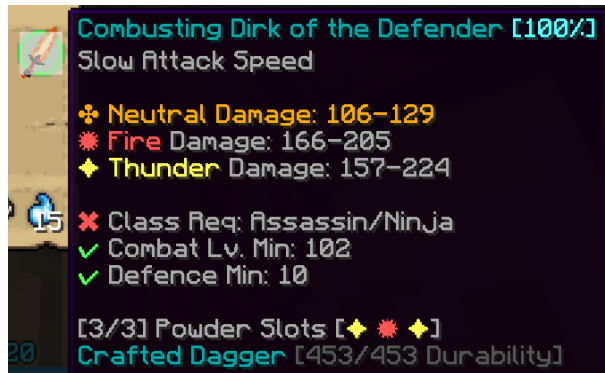 Combusting Dirk of the Defender [100%]
Slow Attack Speed
✣ Neutral Damage: 106-129
✹ Fire Damage: 166-205
✦ Thunder Damage: 157-224
15
✖ Class Req: Assassin/Ninja
✓ Combat Lv. Min: 102
✓ Defence Min: 10
[3/3] Powder Slots [✦ ✹ ✦]
20
Crafted Dagger [453/453 Durability]